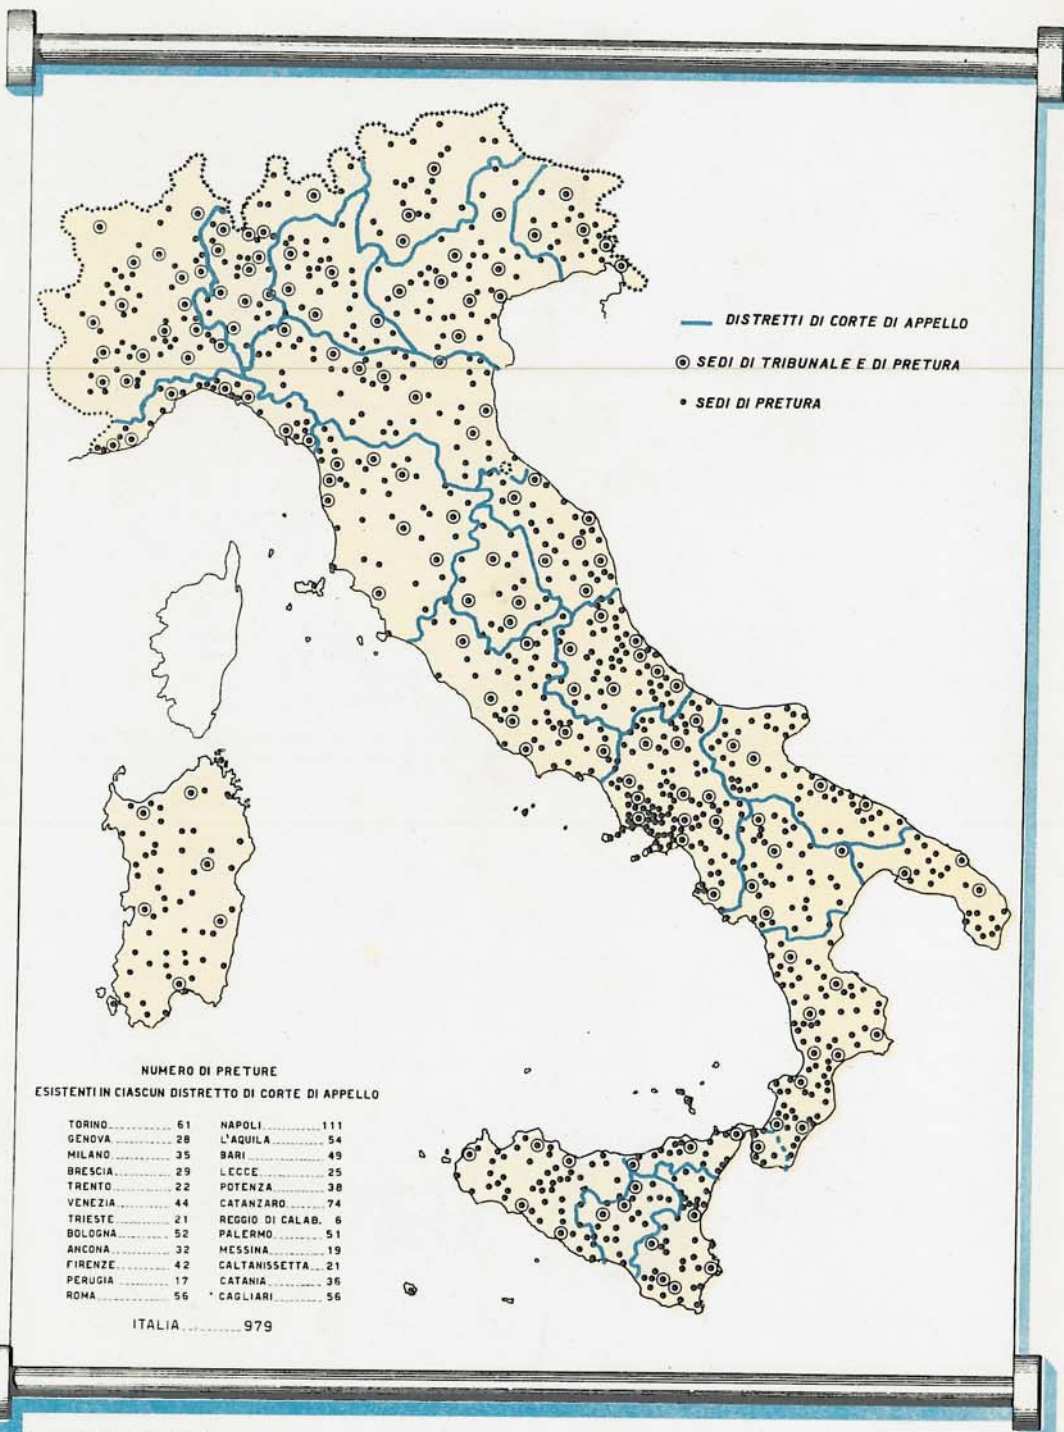 DISTRETTI DI CORTE DI APPELLO
SEDI DI TRIBUNALE E DI PRETURA
SEDI DI PRETURA
NUMERO DI PRETURE
ESISTENTI IN CIASCUN DISTRETTO DI CORTE DI APPELLO
TORINO 61 NAPOLI 111
GENOVA 28 L'AQUILA 54
MILANO 35 BARI 49
BRESCIA 29 LECCE 25
TRENTO 22 POTENZA 38
VENEZIA 44 CATANZARO 74
TRIESTE 21 REGGIO DI CALAB. 6
BOLOGNA 52 PALERMO 51
ANCONA 32 MESSINA 19
FIRENZE 42 CALTANISSETTA 21
PERUGIA 17 CATANIA 36
ROMA 56 CAGLIARI 56
ITALIA 979